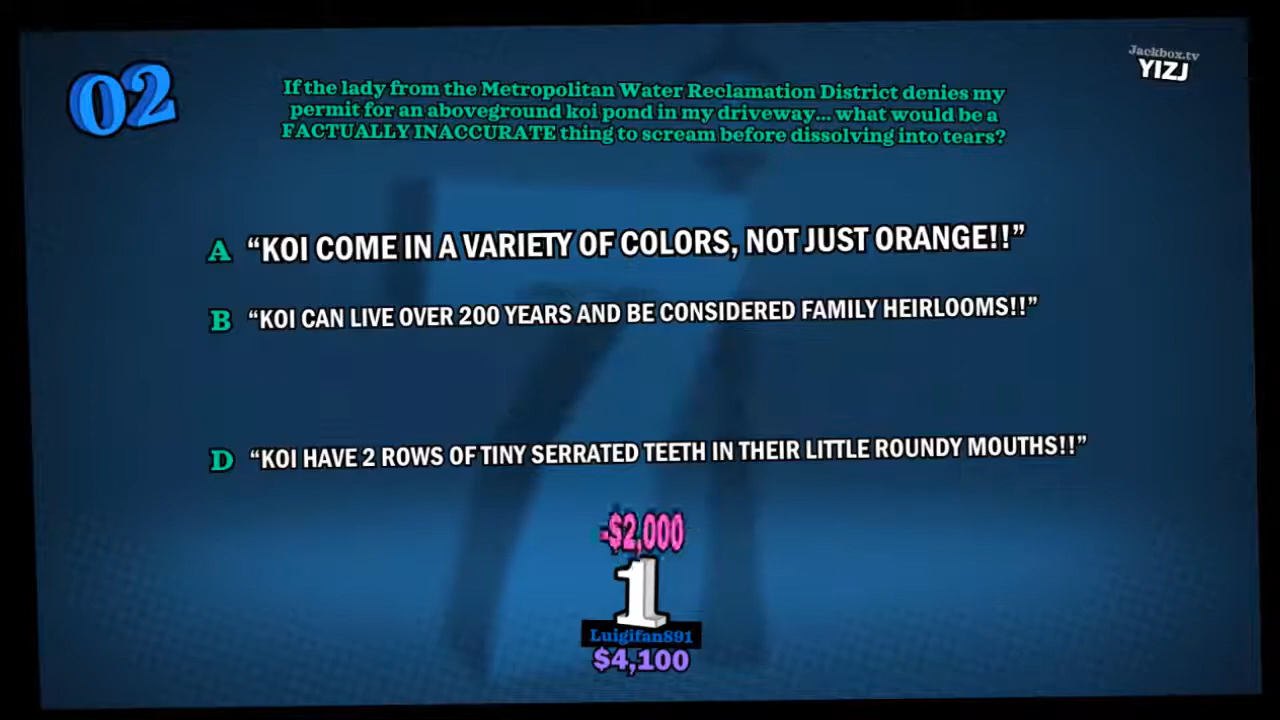 Jackbox.tv
YIZJ
02
If the lady from the Metropolitan Water Reclamation District denies my
permit for an aboveground koi pond in my driveway... what would be a
FACTUALLY INACCURATE thing to scream before dissolving into tears?
A "KOI COME IN A VARIETY OF COLORS, NOT JUST ORANGE!!"
B "KOI CAN LIVE OVER 200 YEARS AND BE CONSIDERED FAMILY HEIRLOOMS!!"
D "KOI HAVE 2 ROWS OF TINY SERRATED TEETH IN THEIR LITTLE ROUNDY MOUTHS!!"
-$2,000
1
Luigifan891
$4,100